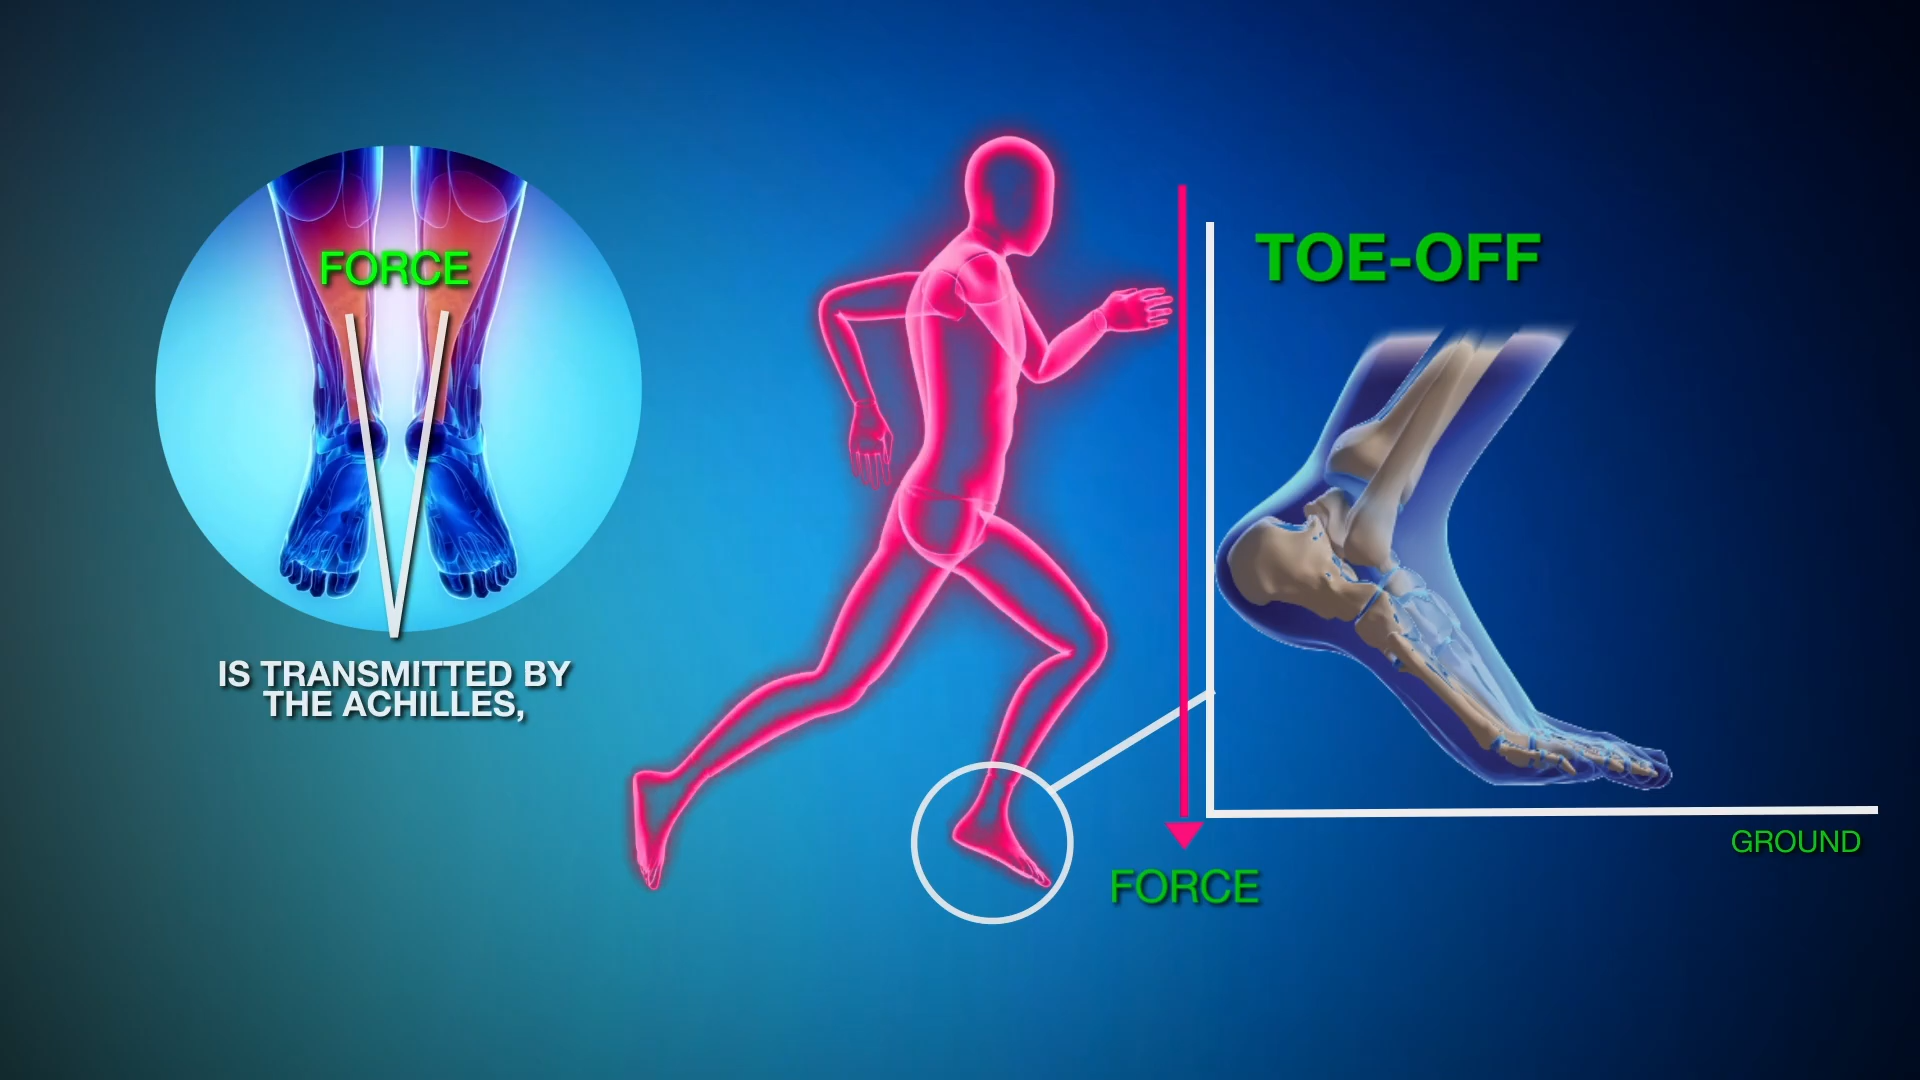 FORCE
IS TRANSMITTED BY
THE ACHILLES,
TOE-OFF
GROUND
FORCE